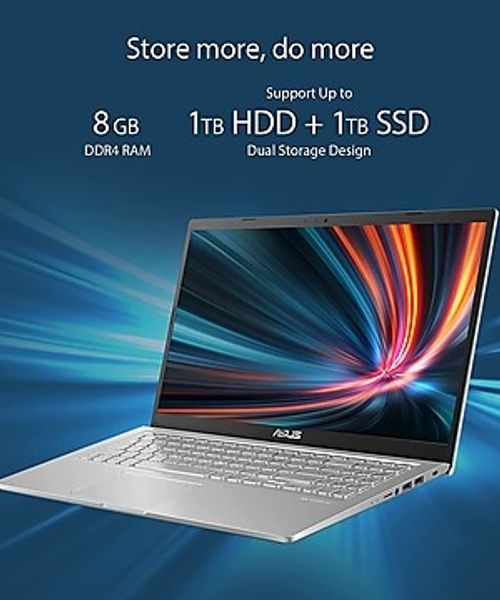 Store more, do more
Support Up to
8 GB
1TB HDD + 1TB SSD
DDR4 RAM
Dual Storage Design
ASUS